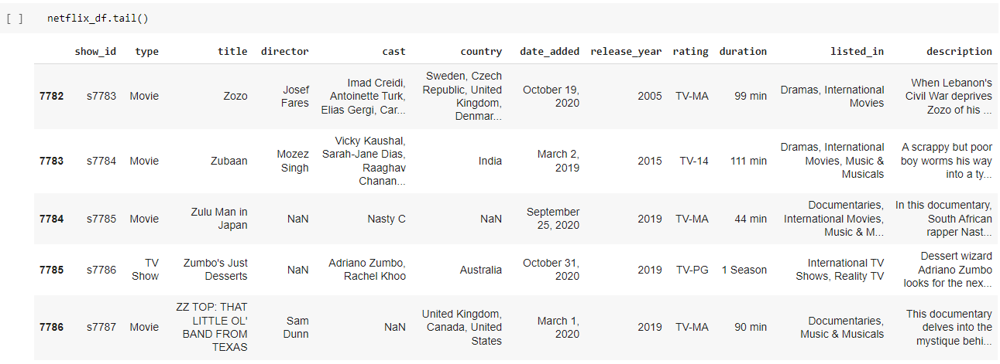 [ ] netflix_df.tail()
show_id type title director cast country date_added release_year rating duration listed_in description
7782 s7783 Movie Zozo Josef Fares Imad Creidi, Antoinette Turk, Elias Gergi, Car... Sweden, Czech Republic, United Kingdom, Denmar... October 19, 2020 2005 TV-MA 99 min Dramas, International Movies When Lebanon's Civil War deprives Zozo of his ...
7783 s7784 Movie Zubaan Mozez Singh Vicky Kaushal, Sarah-Jane Dias, Raaghav Chanan... India March 2, 2019 2015 TV-14 111 min Dramas, International Movies, Music & Musicals A scrappy but poor boy worms his way into a ty...
7784 s7785 Movie Zulu Man in Japan NaN Nasty C NaN September 25, 2020 2019 TV-MA 44 min Documentaries, International Movies, Music & M... In this documentary, South African rapper Nast...
7785 s7786 TV Show Zumbo's Just Desserts NaN Adriano Zumbo, Rachel Khoo Australia October 31, 2020 2019 TV-PG 1 Season International TV Shows, Reality TV Dessert wizard Adriano Zumbo looks for the nex...
7786 s7787 Movie ZZ TOP: THAT LITTLE OL' BAND FROM TEXAS Sam Dunn NaN United Kingdom, Canada, United States March 1, 2020 2019 TV-MA 90 min Documentaries, Music & Musicals This documentary delves into the mystique behi...